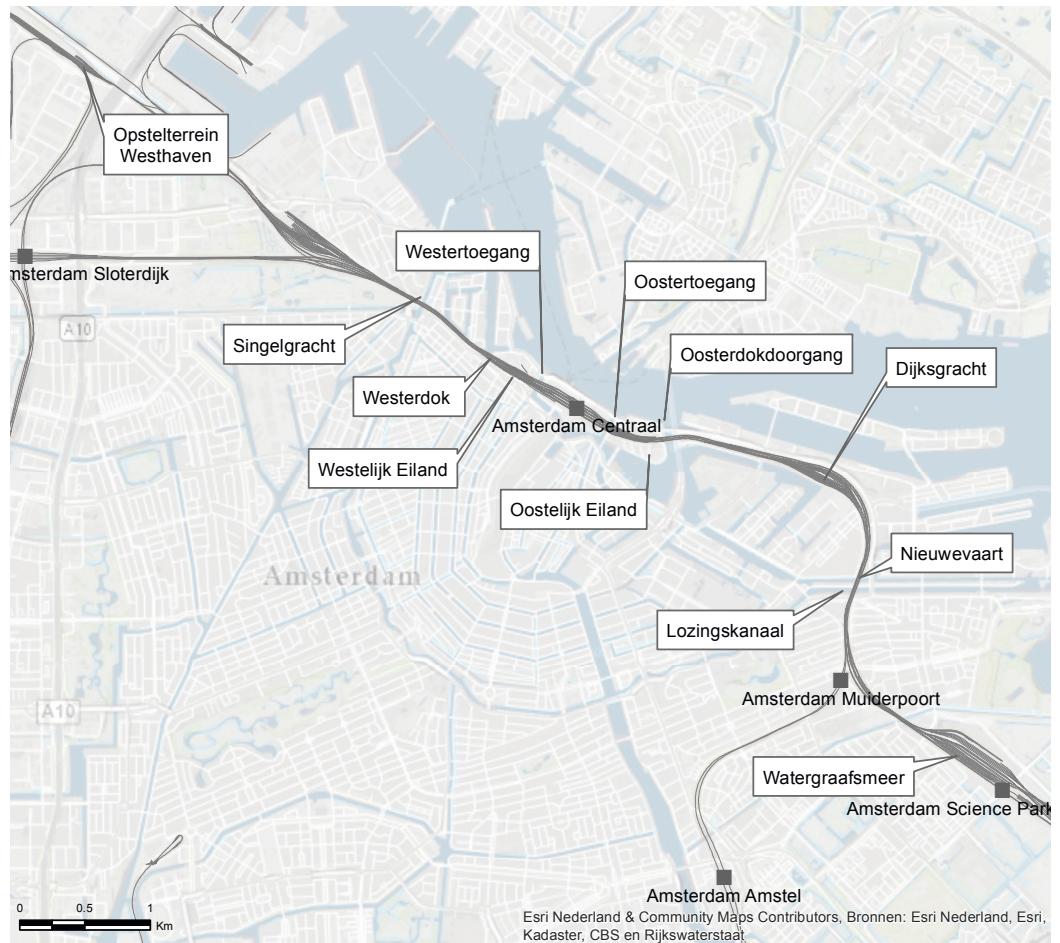 Opstelterrein
Westhaven
Westertoegang
msterdam Sloterdijk
Oostertoegang
A10
Singelgracht
Oosterdokdoorgang
Dijksgracht
Westerdok
Amsterdam Centraal
Westelijk Eiland
Oostelijk Eiland
Nieuwevaart
Amsterdam
Lozingskanaal
Amsterdam Muiderpoort
A10
Watergraafsmeer
Amsterdam Science Park
Amsterdam Amstel
0 0.5 1
Km
Esri Nederland & Community Maps Contributors, Bronnen: Esri Nederland, Esri,
Kadaster, CBS en Rijkswaterstaat